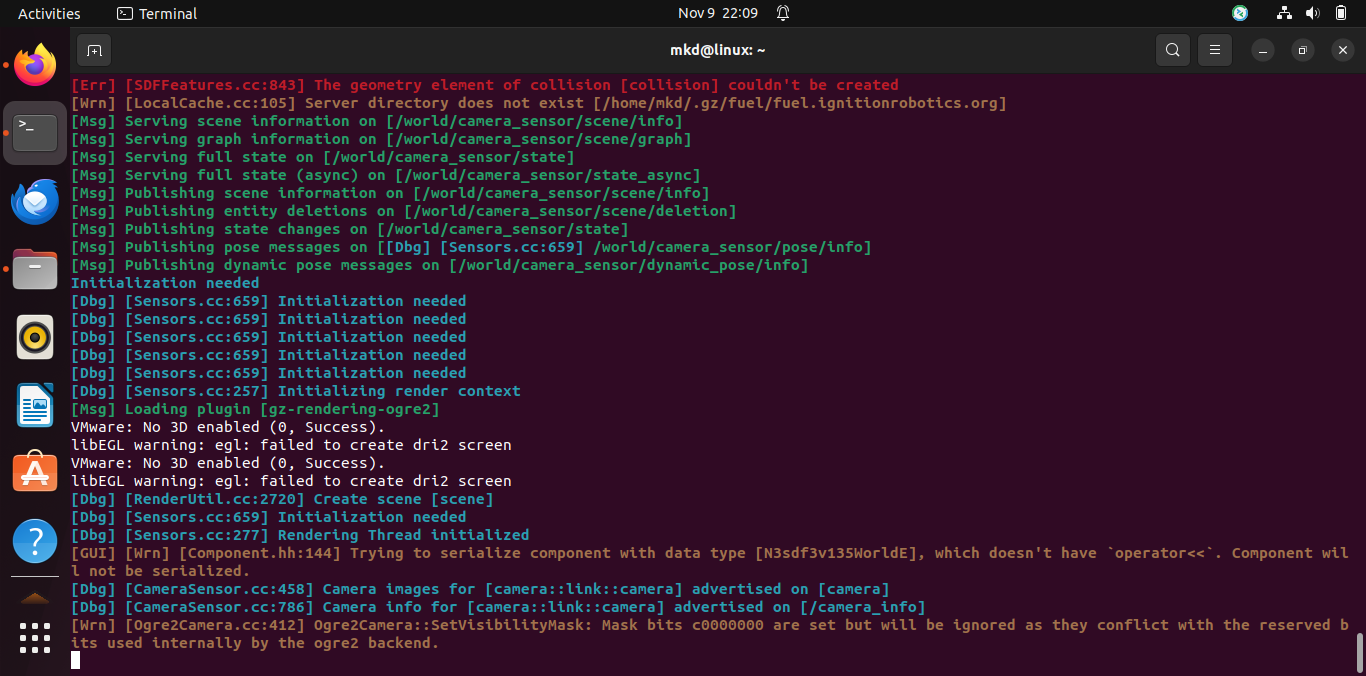 Activities
Terminal
Nov 9 22:09
mkd@linux: ~
[Err] [SDFFeatures.cc:843] The geometry element of collision [collision] couldn't be created
[Wrn] [LocalCache.cc:105] Server directory does not exist [/home/mkd/.gz/fuel/fuel.ignitionrobotics.org]
[Msg] Serving scene information on [/world/camera_sensor/scene/info]
[Msg] Serving graph information on [/world/camera_sensor/scene/graph]
[Msg] Serving full state on [/world/camera_sensor/state]
[Msg] Serving full state (async) on [/world/camera_sensor/state_async]
[Msg] Publishing scene information on [/world/camera_sensor/scene/info]
[Msg] Publishing entity deletions on [/world/camera_sensor/scene/deletion]
[Msg] Publishing state changes on [/world/camera_sensor/state]
[Msg] Publishing pose messages on [[Dbg] [Sensors.cc:659] /world/camera_sensor/pose/info]
[Msg] Publishing dynamic pose messages on [/world/camera_sensor/dynamic_pose/info]
Initialization needed
[Dbg] [Sensors.cc:659] Initialization needed
[Dbg] [Sensors.cc:659] Initialization needed
[Dbg] [Sensors.cc:659] Initialization needed
[Dbg] [Sensors.cc:659] Initialization needed
[Dbg] [Sensors.cc:659] Initialization needed
[Dbg] [Sensors.cc:257] Initializing render context
[Msg] Loading plugin [gz-rendering-ogre2]
VMware: No 3D enabled (0, Success).
libEGL warning: egl: failed to create dri2 screen
VMware: No 3D enabled (0, Success).
libEGL warning: egl: failed to create dri2 screen
[Dbg] [RenderUtil.cc:2720] Create scene [scene]
[Dbg] [Sensors.cc:659] Initialization needed
[Dbg] [Sensors.cc:277] Rendering Thread initialized
[GUI] [Wrn] [Component.hh:144] Trying to serialize component with data type [N3sdf3v135WorldE], which doesn't have `operator<<`. Component wil
l not be serialized.
[Dbg] [CameraSensor.cc:458] Camera images for [camera::link::camera] advertised on [camera]
[Dbg] [CameraSensor.cc:786] Camera info for [camera::link::camera] advertised on [/camera_info]
[Wrn] [Ogre2Camera.cc:412] Ogre2Camera::SetVisibilityMask: Mask bits c0000000 are set but will be ignored as they conflict with the reserved b
its used internally by the ogre2 backend.